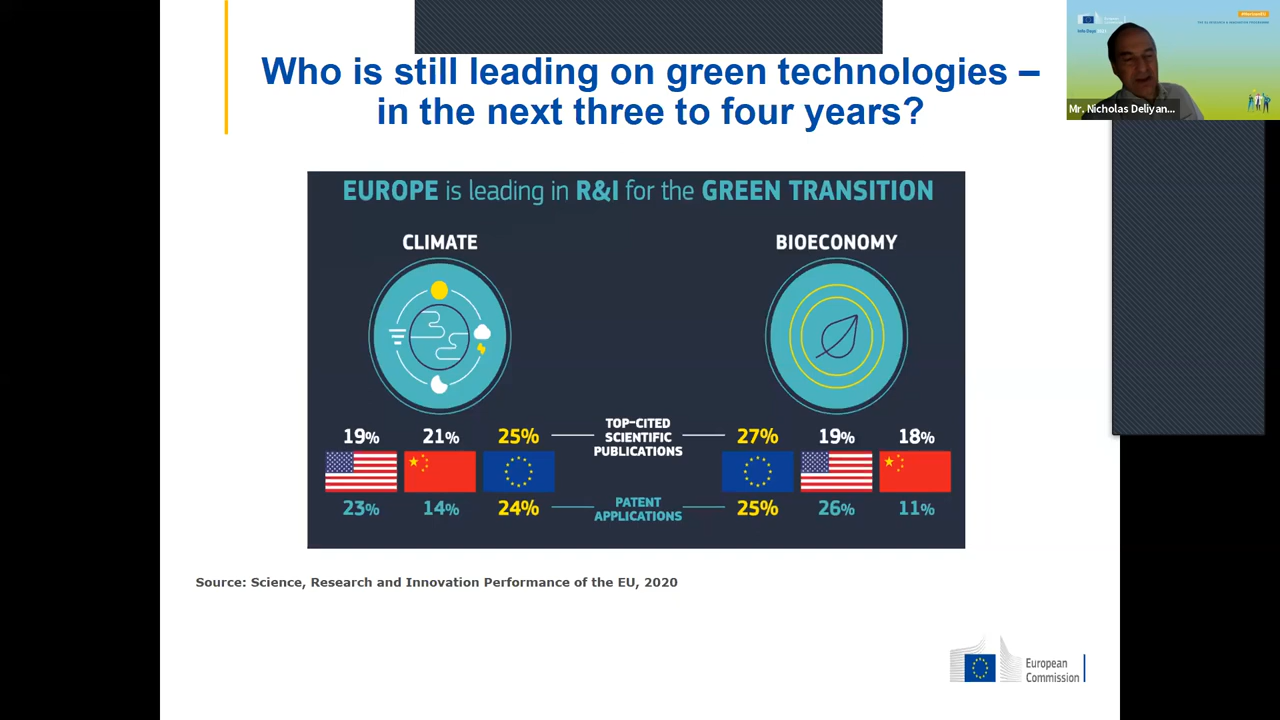 Who is still leading on green technologies –
in the next three to four years?
EUROPE is leading in R&I for the GREEN TRANSITION
CLIMATE
BIOECONOMY
19% 21% 25%
TOP-CITED
SCIENTIFIC
PUBLICATIONS
27% 19% 18%
23% 14% 24%
PATENT
APPLICATIONS
25% 26% 11%
Source: Science, Research and Innovation Performance of the EU, 2020
European
Commission
Mr. Nicholas Deliyan...